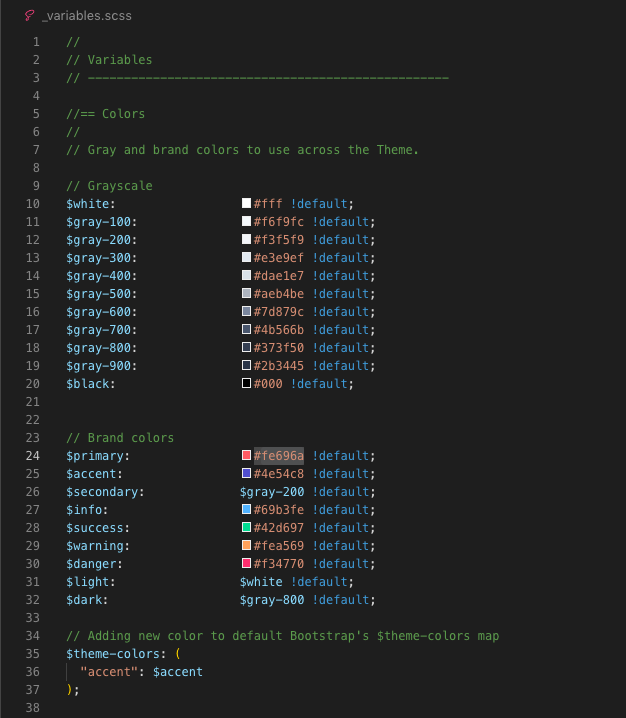 _variables.scss
1 //
2 // Variables
3 // --------------------------------------------------
4
5 //== Colors
6 //
7 // Gray and brand colors to use across the Theme.
8
9 // Grayscale
10 $white: #fff !default;
11 $gray-100: #f6f9fc !default;
12 $gray-200: #f3f5f9 !default;
13 $gray-300: #e3e9ef !default;
14 $gray-400: #dae1e7 !default;
15 $gray-500: #aeb4be !default;
16 $gray-600: #7d879c !default;
17 $gray-700: #4b566b !default;
18 $gray-800: #373f50 !default;
19 $gray-900: #2b3445 !default;
20 $black: #000 !default;
21
22
23 // Brand colors
24 $primary: #fe696a !default;
25 $accent: #4e54c8 !default;
26 $secondary: $gray-200 !default;
27 $info: #69b3fe !default;
28 $success: #42d697 !default;
29 $warning: #fea569 !default;
30 $danger: #f34770 !default;
31 $light: $white !default;
32 $dark: $gray-800 !default;
33
34 // Adding new color to default Bootstrap's $theme-colors map
35 $theme-colors: (
36 "accent": $accent
37 );
38